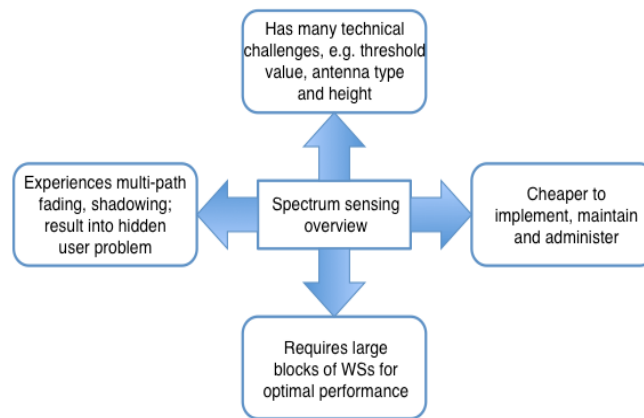 Has many technical
challenges, e.g. threshold
value, antenna type
and height
Experiences multi-path
fading, shadowing;
result into hidden
user problem
Spectrum sensing
overview
Cheaper to
implement, maintain
and administer
Requires large
blocks of WSs for
optimal performance